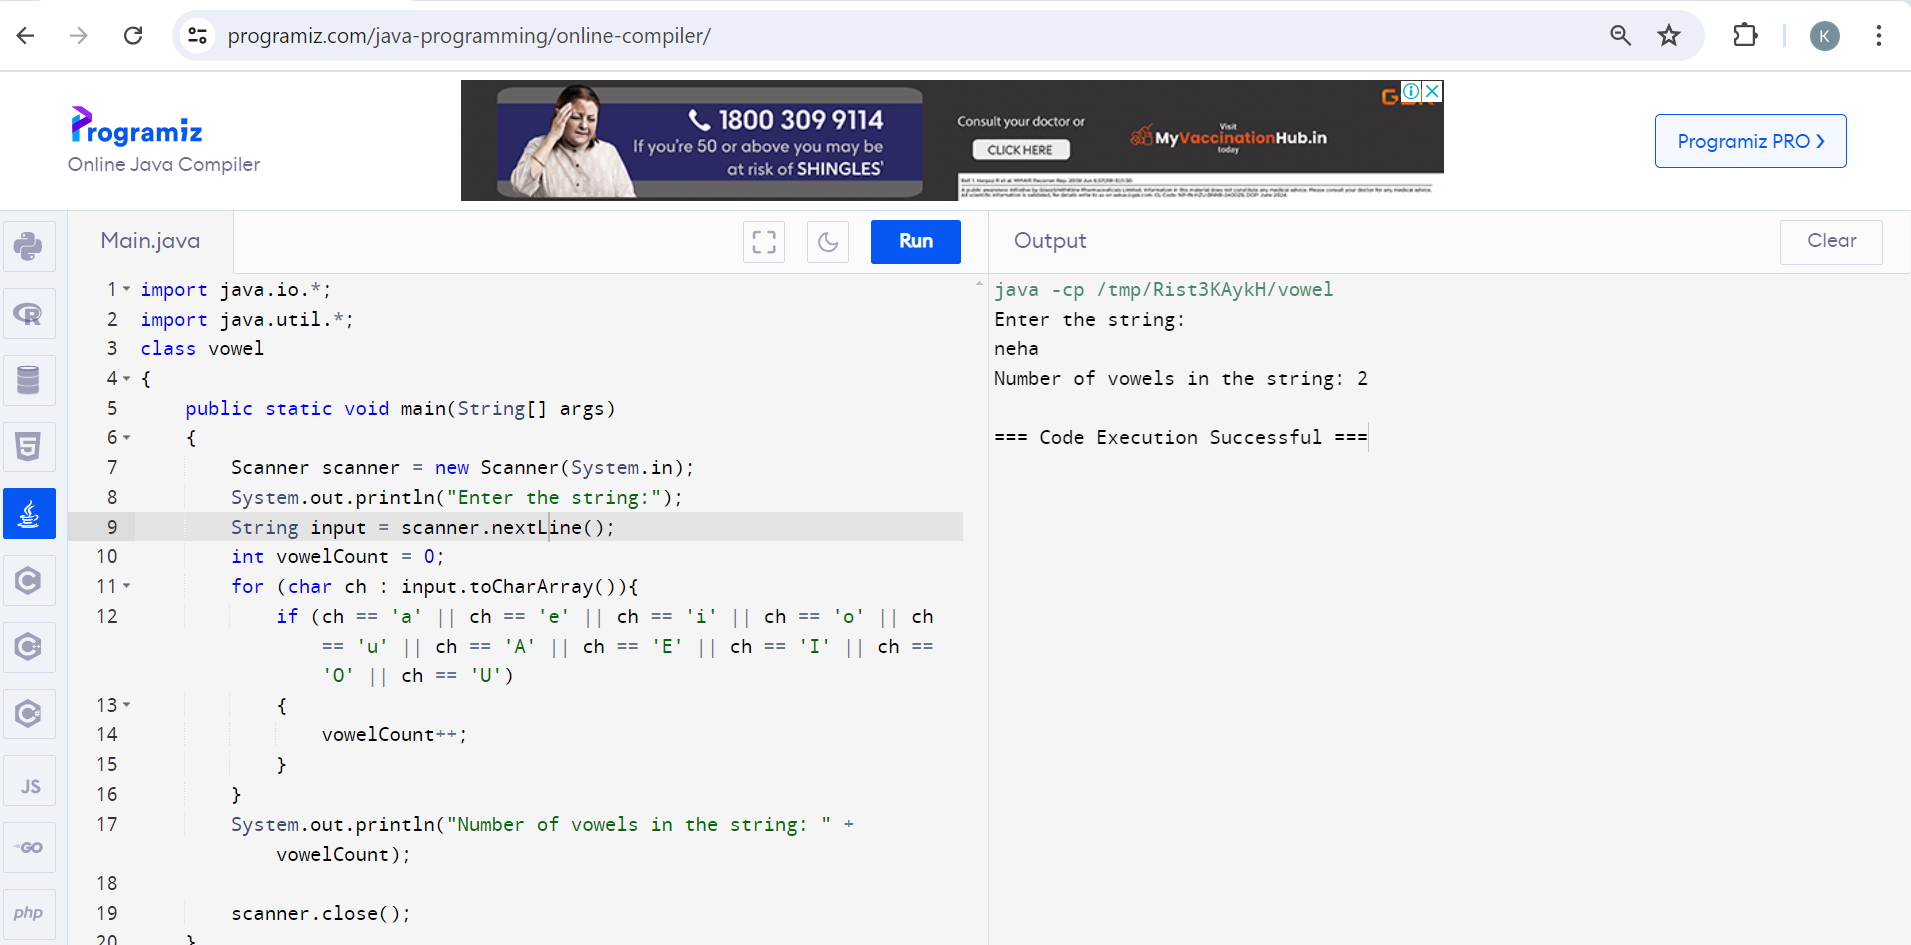 programiz.com/java-programming/online-compiler/
K
Programiz
Online Java Compiler
1800 309 9114
If you're 50 or above you may be
at risk of SHINGLES'
Consult your doctor or
CLICK HERE
Visit
MyVaccinationHub.in
today
Programiz PRO
Main.java
Run
Output
Clear
1 import java.io.*;
2 import java.util.*;
3 class vowel
4 {
5 public static void main(String[] args)
6 {
7 Scanner scanner = new Scanner(System.in);
8 System.out.println("Enter the string:");
9 String input = scanner.nextLine();
10 int vowelCount = 0;
11 for (char ch : input.toCharArray()){
12 if (ch == 'a' || ch == 'e' || ch == 'i' || ch == 'o' || ch
== 'u' || ch == 'A' || ch == 'E' || ch == 'I' || ch ==
'O' || ch == 'U')
13 {
14 vowelCount++;
15 }
16 }
17 System.out.println("Number of vowels in the string: " +
vowelCount);
18
19 scanner.close();
20 }
java -cp /tmp/Rist3KAykH/vowel
Enter the string:
neha
Number of vowels in the string: 2
=== Code Execution Successful ===
R
5
C
C
C
JS
GO
php